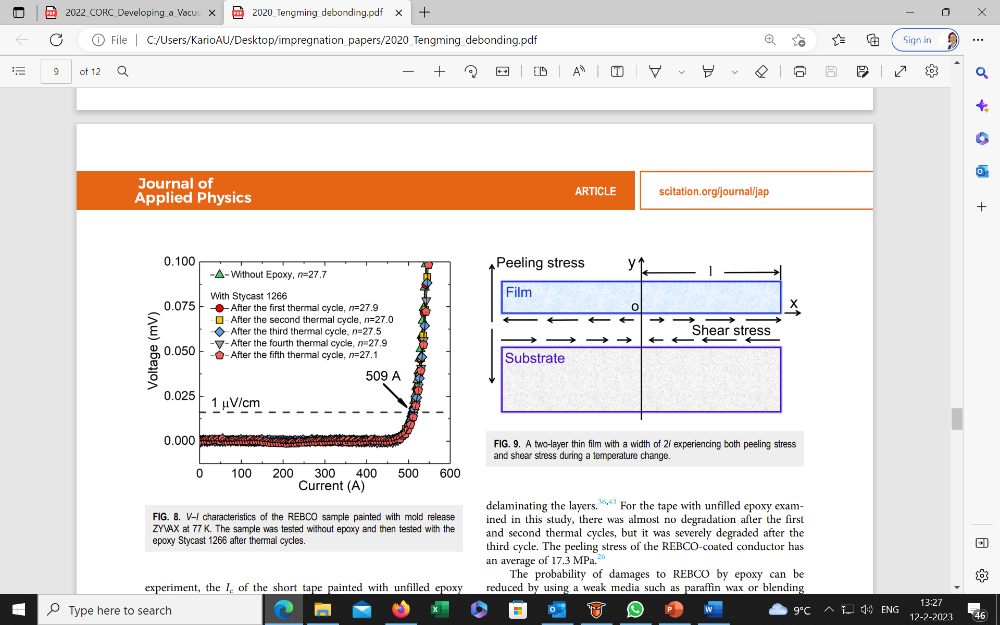 2022_CORC_Developing_a_Vacuu
2020_Tengming_debonding.pdf
File
C:/Users/KarioAU/Desktop/impregnation_papers/2020_Tengming_debonding.pdf
Sign in
9
of 12
Journal of
Applied Physics
ARTICLE
scitation.org/journal/jap
0.100
0.075
0.050
0.025
0.000
Voltage (mV)
Without Epoxy, n=27.7
With Stycast 1266
After the first thermal cycle, n=27.9
After the second thermal cycle, n=27.0
After the third thermal cycle, n=27.5
After the fourth thermal cycle, n=27.9
After the fifth thermal cycle, n=27.1
509 A
1 μV/cm
0 100 200 300 400 500 600
Current (A)
FIG. 8. V–I characteristics of the REBCO sample painted with mold release
ZYVAX at 77 K. The sample was tested without epoxy and then tested with the
epoxy Stycast 1266 after thermal cycles.
experiment, the Ic of the short tape painted with unfilled epoxy
Peeling stress
y
l
Film
o
x
Shear stress
Substrate
FIG. 9. A two-layer thin film with a width of 2l experiencing both peeling stress
and shear stress during a temperature change.
delaminating the layers.36,43 For the tape with unfilled epoxy exam-
ined in this study, there was almost no degradation after the first
and second thermal cycles, but it was severely degraded after the
third cycle. The peeling stress of the REBCO-coated conductor has
an average of 17.3 MPa.26
The probability of damages to REBCO by epoxy can be
reduced by using a weak media such as paraffin wax or blending
Type here to search
9°C
ENG
13:27
12-2-2023
46